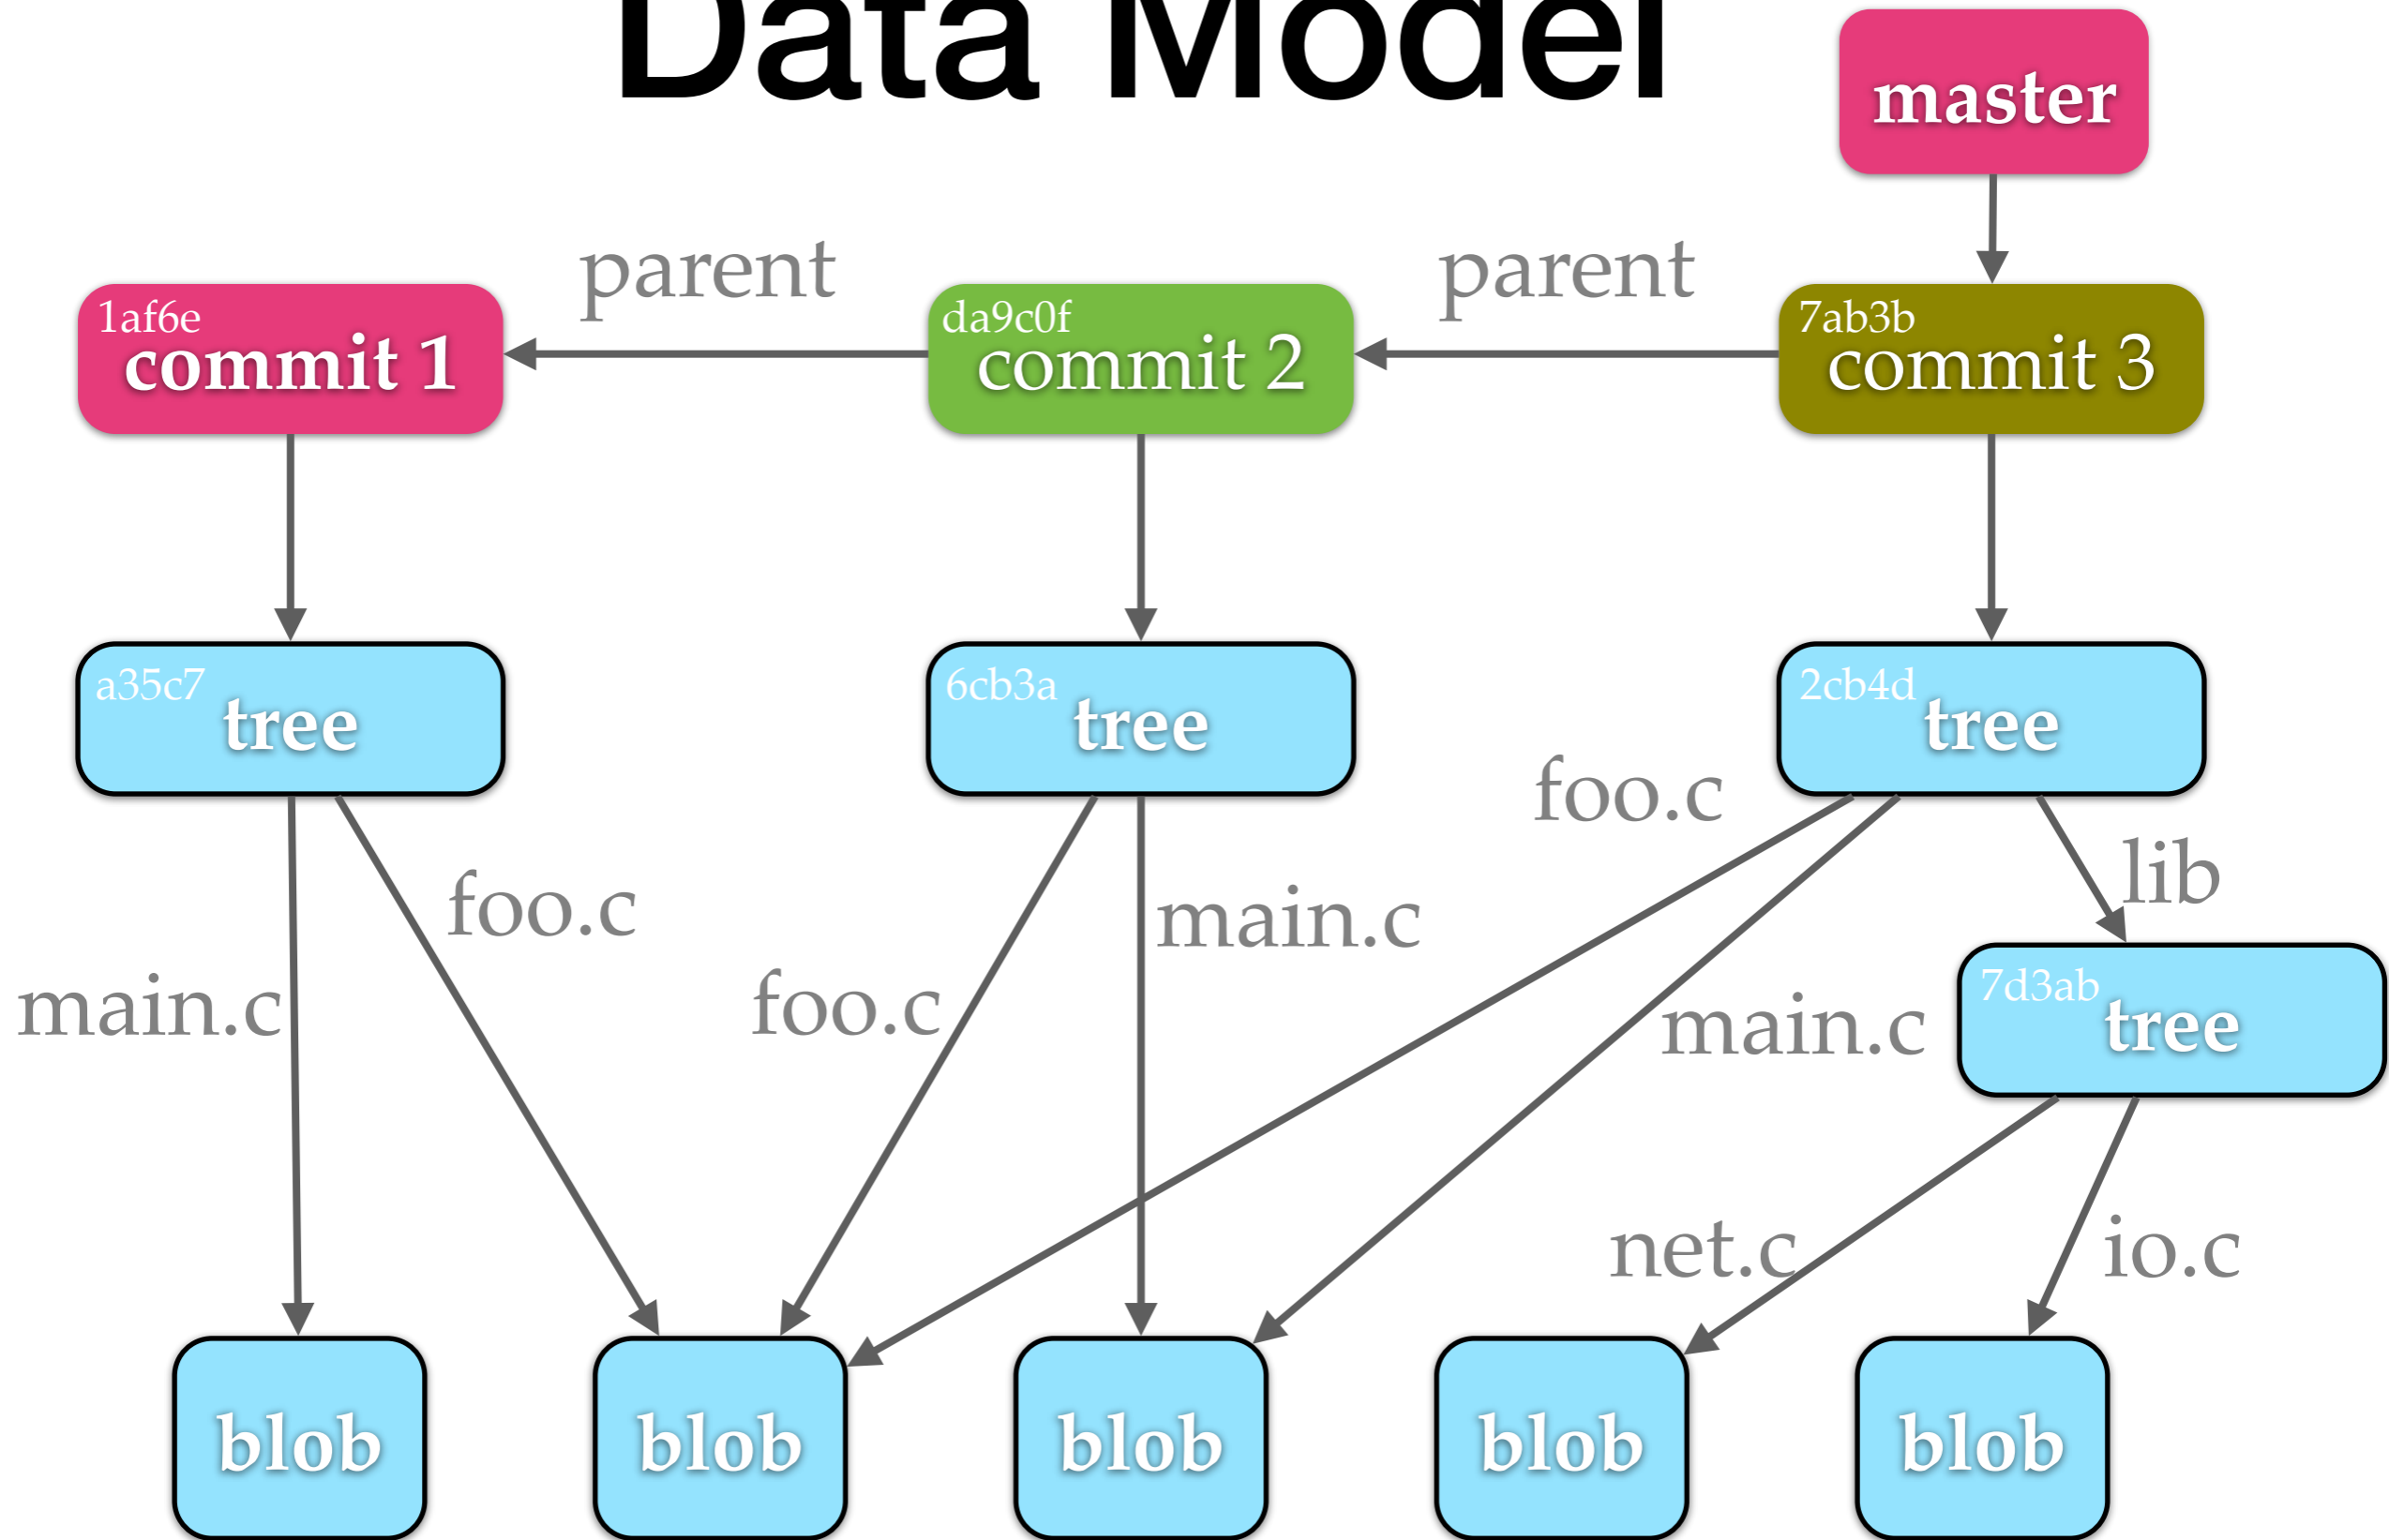 Data Model
master
parent
parent
1af6e
commit 1
da9c0f
commit 2
7ab3b
commit 3
a35c7
tree
6cb3a
tree
2cb4d
tree
foo.c
lib
foo.c
main.c
main.c
foo.c
main.c
7d3ab
tree
net.c
io.c
blob
blob
blob
blob
blob